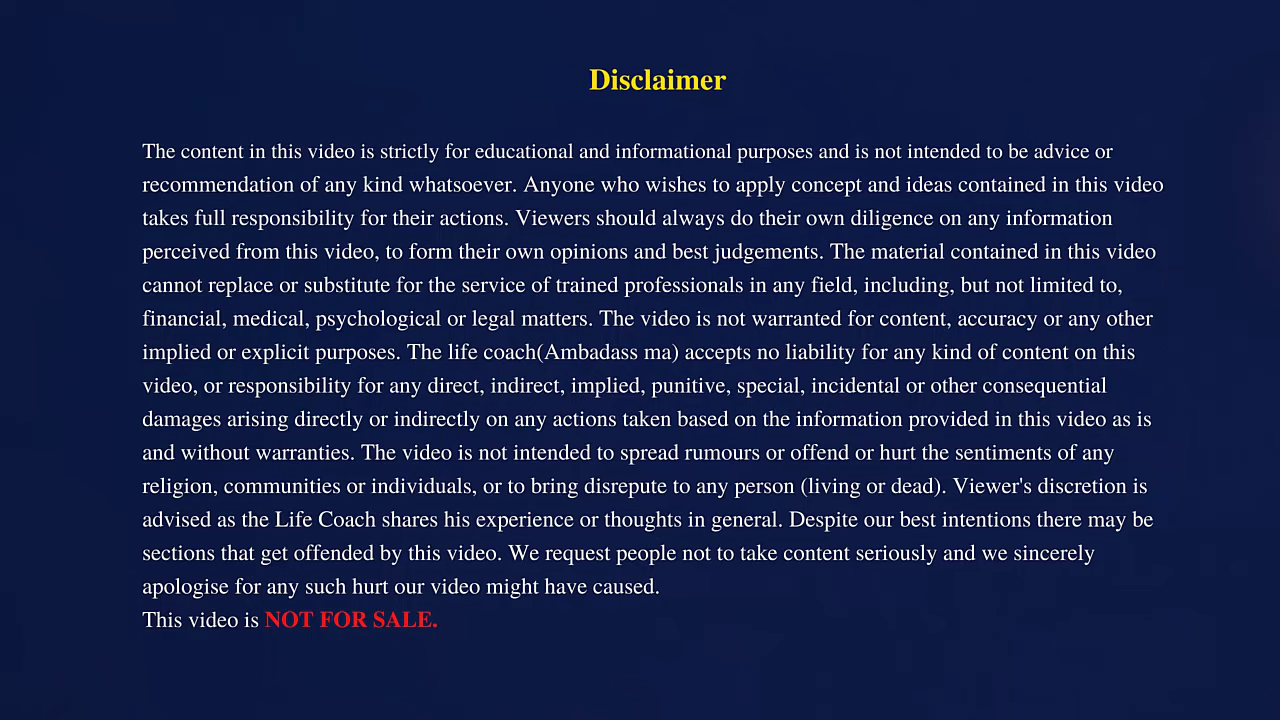 Disclaimer
The content in this video is strictly for educational and informational purposes and is not intended to be advice or
recommendation of any kind whatsoever. Anyone who wishes to apply concept and ideas contained in this video
takes full responsibility for their actions. Viewers should always do their own diligence on any information
perceived from this video, to form their own opinions and best judgements. The material contained in this video
cannot replace or substitute for the service of trained professionals in any field, including, but not limited to,
financial, medical, psychological or legal matters. The video is not warranted for content, accuracy or any other
implied or explicit purposes. The life coach(Ambadass ma) accepts no liability for any kind of content on this
video, or responsibility for any direct, indirect, implied, punitive, special, incidental or other consequential
damages arising directly or indirectly on any actions taken based on the information provided in this video as is
and without warranties. The video is not intended to spread rumours or offend or hurt the sentiments of any
religion, communities or individuals, or to bring disrepute to any person (living or dead). Viewer's discretion is
advised as the Life Coach shares his experience or thoughts in general. Despite our best intentions there may be
sections that get offended by this video. We request people not to take content seriously and we sincerely
apologise for any such hurt our video might have caused.
This video is NOT FOR SALE.